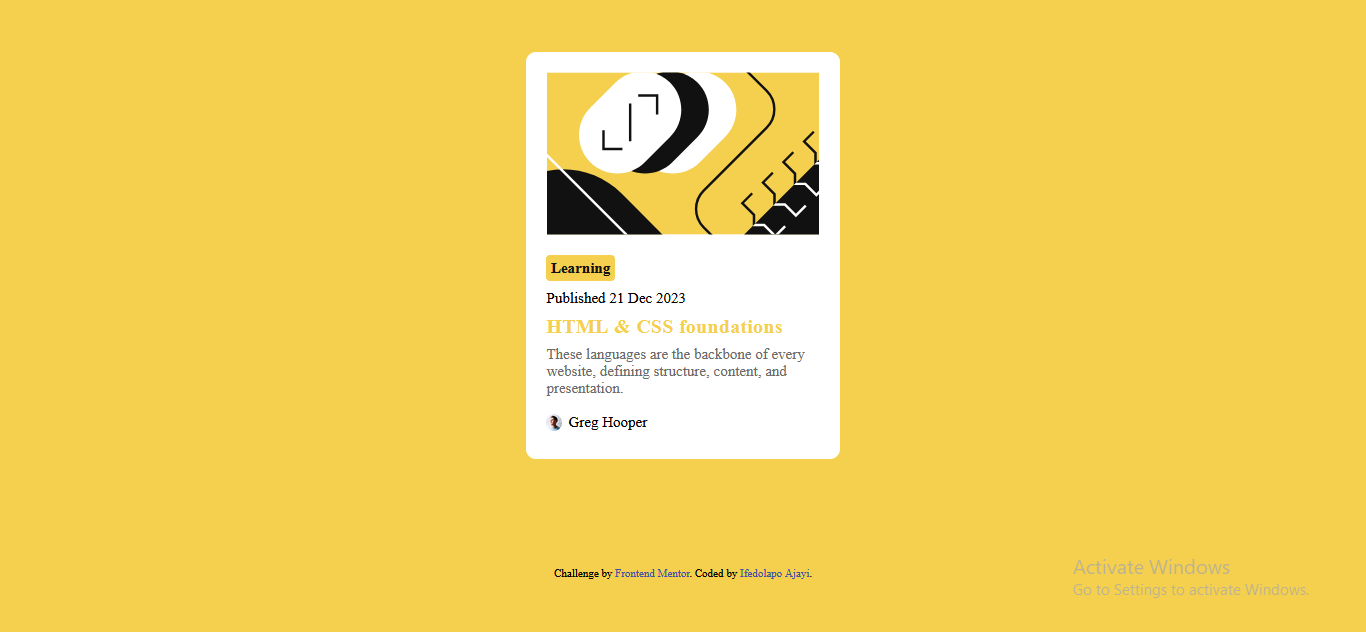 Learning
Published 21 Dec 2023
HTML & CSS foundations
These languages are the backbone of every
website, defining structure, content, and
presentation.
Greg Hooper
Challenge by Frontend Mentor. Coded by Ifedolapo Ajayi.
Activate Windows
Go to Settings to activate Windows.